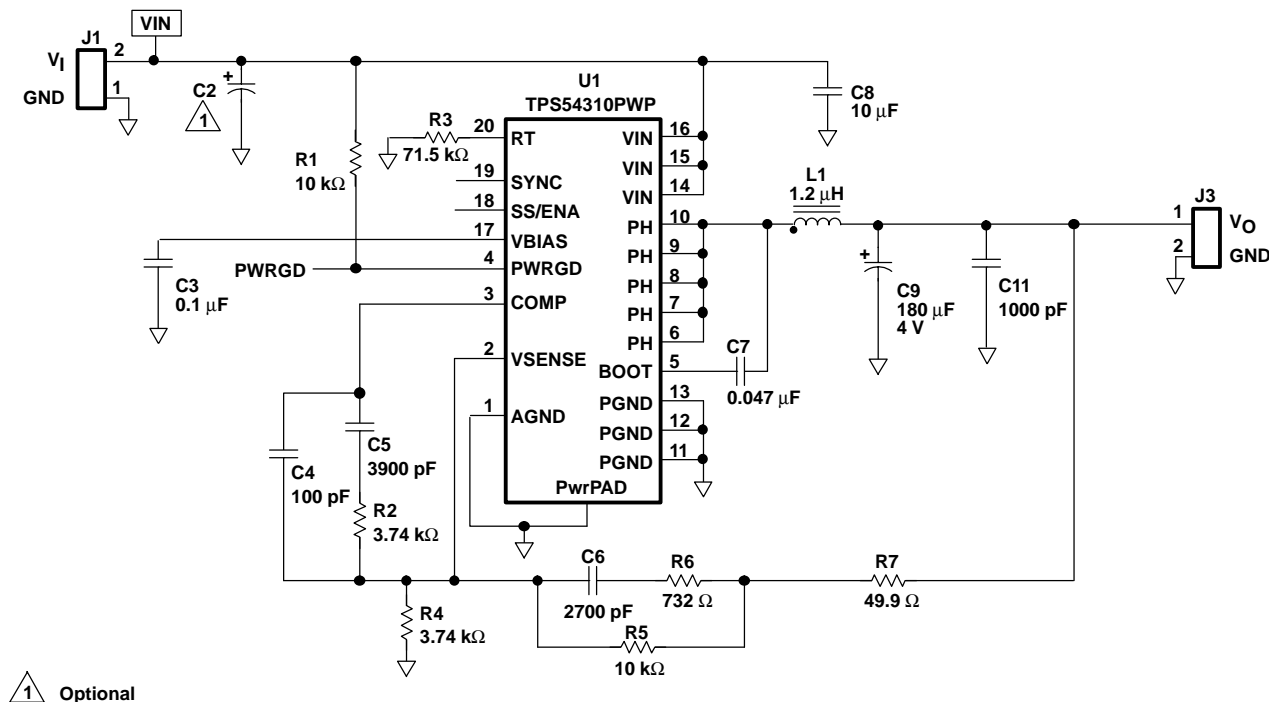 VIN
J1
V_I
2
1
GND
C2
+
1
R1
10 kΩ
R3
71.5 kΩ
U1
TPS54310PWP
20 RT
19 SYNC
18 SS/ENA
17 VBIAS
4 PWRGD
3 COMP
2 VSENSE
1 AGND
VIN 16
VIN 15
VIN 14
PH 10
PH 9
PH 8
PH 7
PH 6
BOOT 5
PGND 13
PGND 12
PGND 11
PwrPAD
C8
10 μF
L1
1.2 μH
J3
1
V_O
2
GND
+
C9
180 μF
4 V
C11
1000 pF
C7
0.047 μF
PWRGD
C3
0.1 μF
C4
100 pF
C5
3900 pF
R2
3.74 kΩ
R4
3.74 kΩ
C6
2700 pF
R6
732 Ω
R5
10 kΩ
R7
49.9 Ω
1 Optional